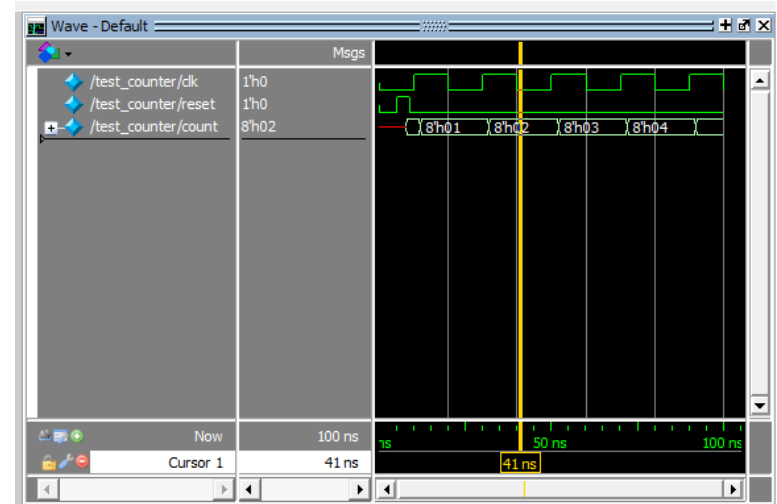 Wave - Default
Msgs
/test_counter/clk 1'h0
/test_counter/reset 1'h0
/test_counter/count 8'h02 8'h01 8'h02 8'h03 8'h04
Now 100 ns ns 50 ns 100 ns
Cursor 1 41 ns 41 ns